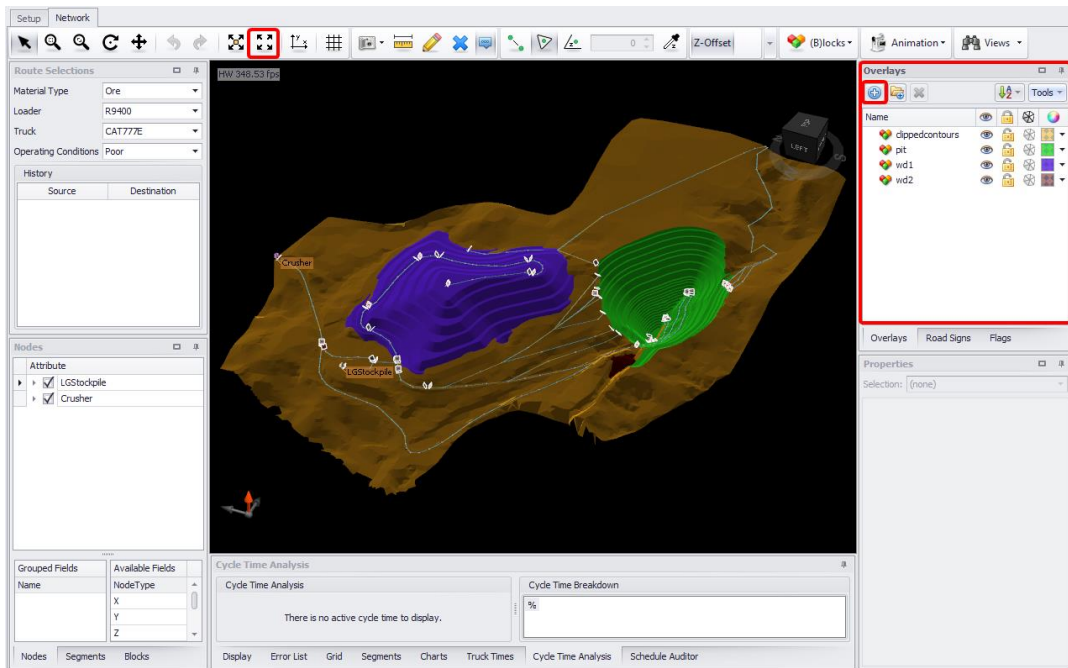 Setup Network
0 Z-Offset (B)locks Animation Views
Route Selections
Material Type Ore
Loader R9400
Truck CAT777E
Operating Conditions Poor
History
Source Destination
Nodes
Attribute
LGStockpile
Crusher
Grouped Fields Available Fields
Name NodeType
X
Y
Z
Nodes Segments Blocks
HW 348.53 fps
LEFT
Crusher
LGStockpile
Cycle Time Analysis
Cycle Time Analysis
There is no active cycle time to display.
Cycle Time Breakdown
%
Display Error List Grid Segments Charts Truck Times Cycle Time Analysis Schedule Auditor
Overlays
Tools
Name
clippedcontours
pit
wd1
wd2
Overlays Road Signs Flags
Properties
Selection: (none)